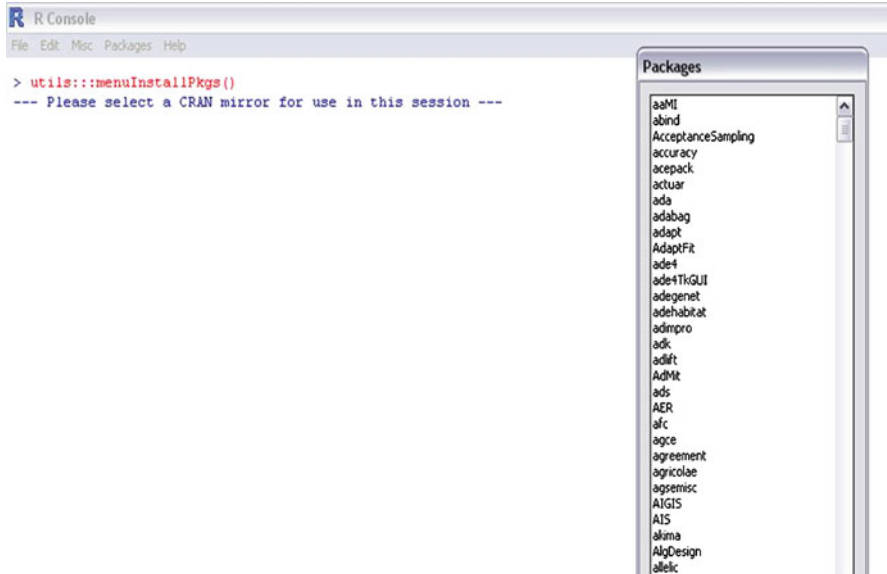 R Console
File Edit Misc Packages Help
> utils:::menuInstallPkgs()
--- Please select a CRAN mirror for use in this session ---
Packages
aaMI
abind
AcceptanceSampling
accuracy
acepack
actuar
ada
adabag
adapt
AdaptFit
ade4
ade4TkGUI
adegenet
adehabitat
adimpro
adk
adlift
AdMit
ads
AER
afc
agce
agreement
agricolae
agsemisc
AIGIS
AIS
akima
AlgDesign
allelic